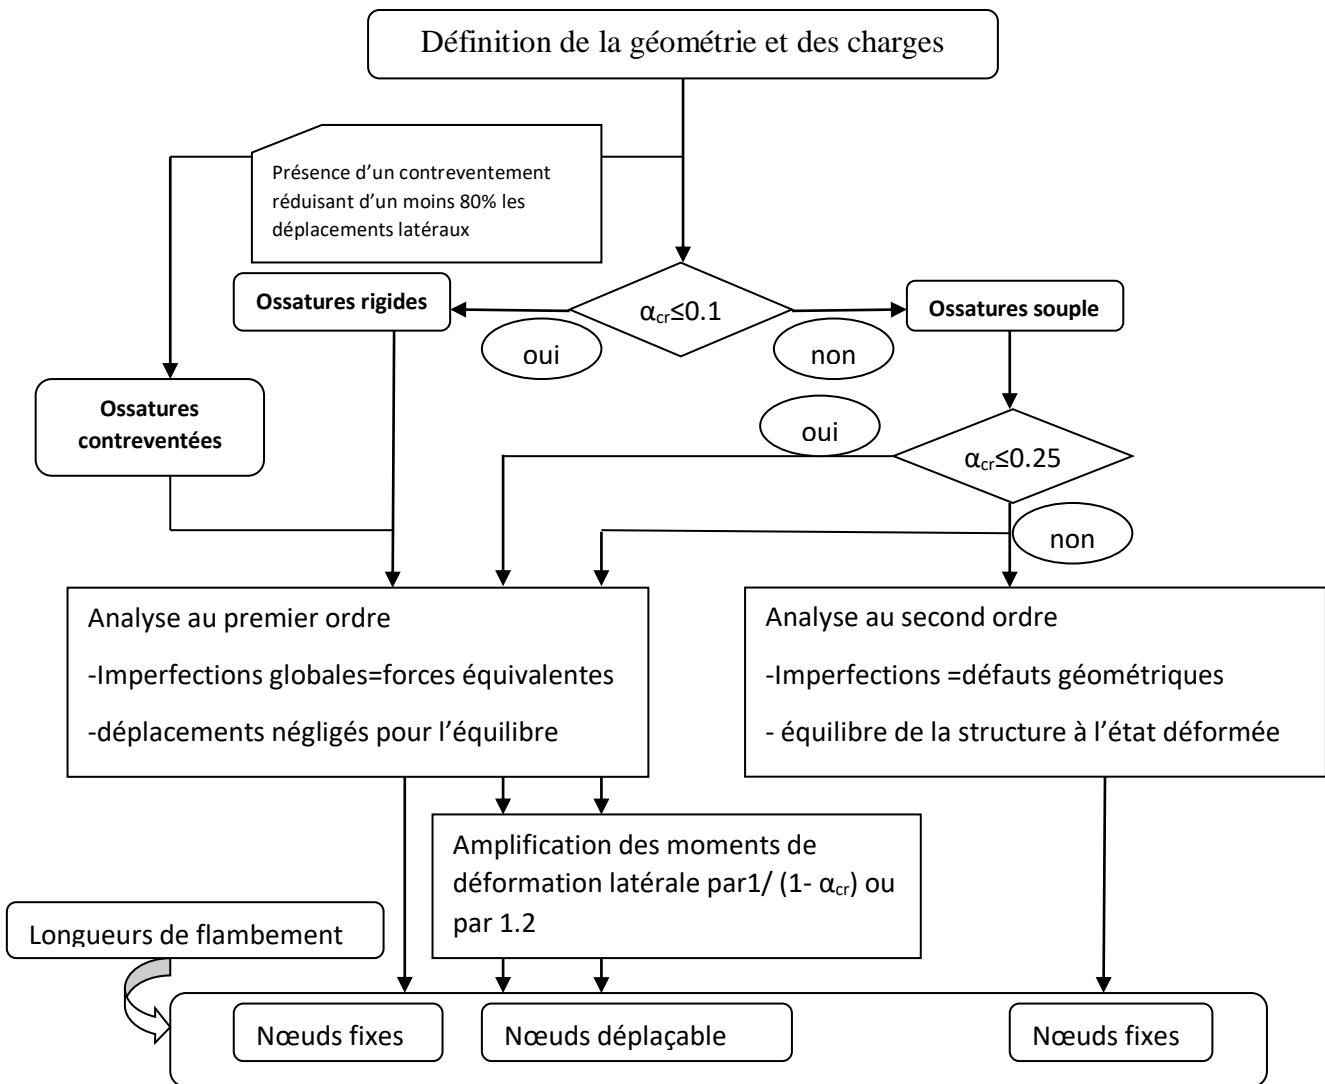 Définition de la géométrie et des charges
Présence d’un contreventement
réduisant d’un moins 80% les
déplacements latéraux
Ossatures rigides
αcr≤0.1
Ossatures souple
oui
non
Ossatures
contreventées
oui
αcr≤0.25
non
Analyse au premier ordre
-Imperfections globales=forces équivalentes
-déplacements négligés pour l’équilibre
Analyse au second ordre
-Imperfections =défauts géométriques
- équilibre de la structure à l’état déformée
Amplification des moments de
déformation latérale par1/ (1- αcr) ou
par 1.2
Longueurs de flambement
Nœuds fixes
Nœuds déplaçable
Nœuds fixes